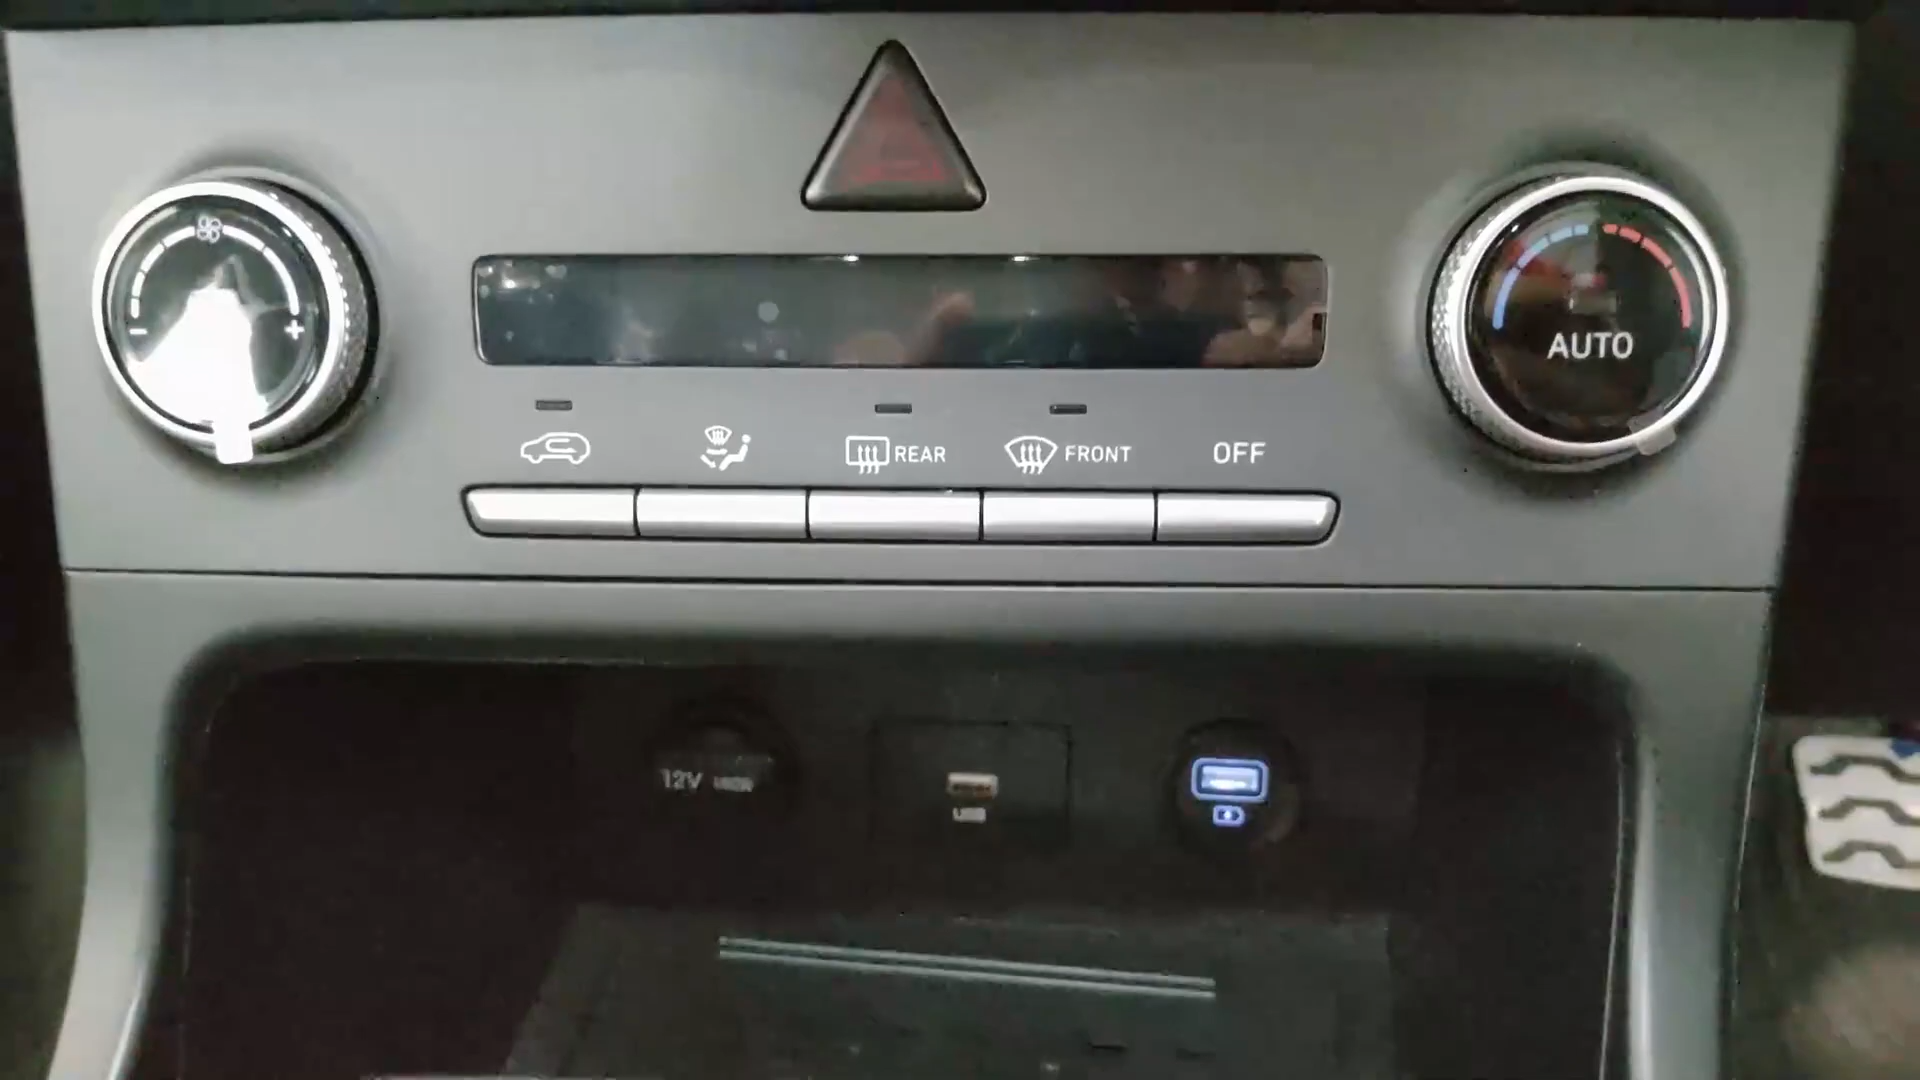 - +
AUTO
REAR
FRONT
OFF
12V
USB